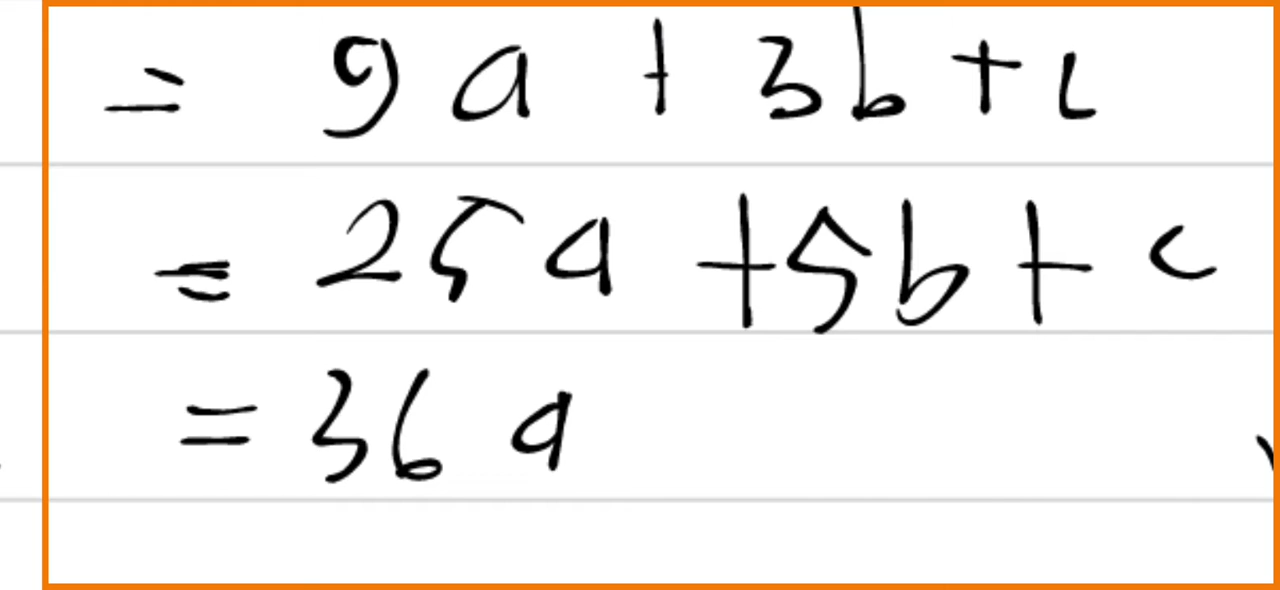 = 9a + 3b + c
= 25a + 5b + c
= 36a